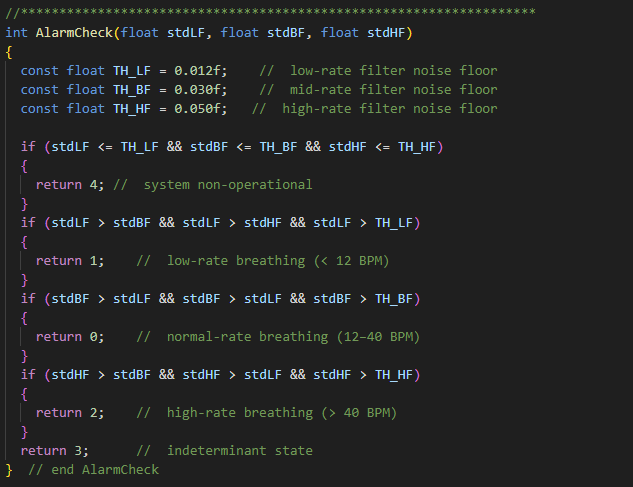 //*******************************************************************
int AlarmCheck(float stdLF, float stdBF, float stdHF)
{
  const float TH_LF = 0.012f;    //  low-rate filter noise floor
  const float TH_BF = 0.030f;    //  mid-rate filter noise floor
  const float TH_HF = 0.050f;   //  high-rate filter noise floor

  if (stdLF <= TH_LF && stdBF <= TH_BF && stdHF <= TH_HF)
  {
    return 4; //  system non-operational
  }
  if (stdLF > stdBF && stdLF > stdHF && stdLF > TH_LF)
  {
    return 1;    //  low-rate breathing (< 12 BPM)
  }
  if (stdBF > stdLF && stdBF > stdLF && stdBF > TH_BF)
  {
    return 0;    //  normal-rate breathing (12–40 BPM)
  }
  if (stdHF > stdBF && stdHF > stdLF && stdHF > TH_HF)
  {
    return 2;    //  high-rate breathing (> 40 BPM)
  }
  return 3;      //  indeterminant state
}  // end AlarmCheck